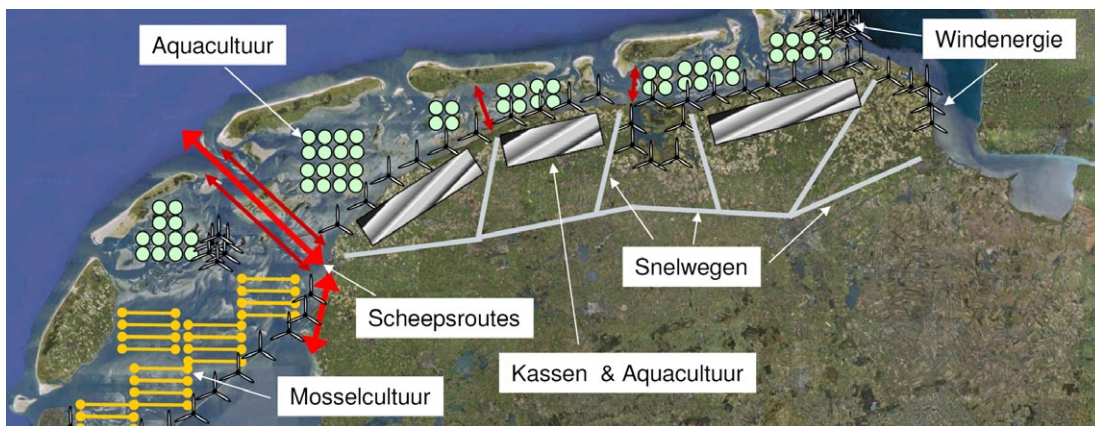 Aquacultuur
Windenergie
Snelwegen
Scheepsroutes
Kassen & Aquacultuur
Mosselcultuur